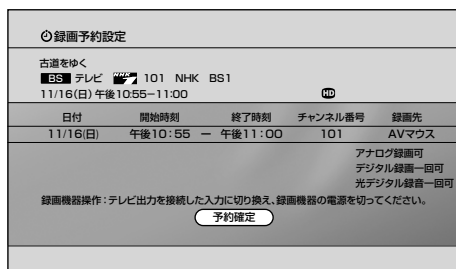 録画予約設定
古道をゆく
BS テレビ NHK 101 NHK BS1
11/16(日) 午後10:55−11:00 HD
日付 開始時刻 終了時刻 チャンネル番号 録画先
11/16(日) 午後10:55 − 午後11:00 101 AVマウス
アナログ録画可
デジタル録画一回可
光デジタル録音一回可
録画機器操作:テレビ出力を接続した入力に切り換え、録画機器の電源を切ってください。
予約確定